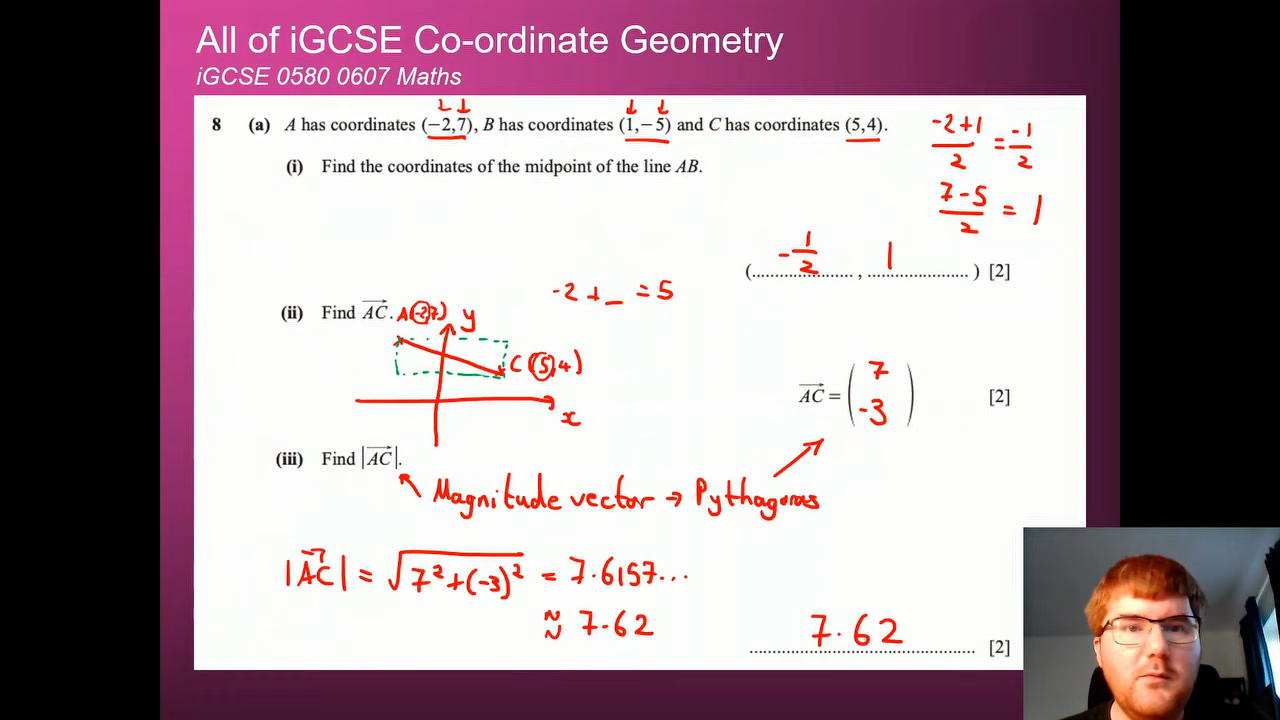 All of iGCSE Co-ordinate Geometry
iGCSE 0580 0607 Maths
8 (a) A has coordinates (−2,7), B has coordinates (1,−5) and C has coordinates (5,4).
-2+1/2 = -1/2
(i) Find the coordinates of the midpoint of the line AB.
7-5/2 = 1
(-1/2, 1) [2]
-2 + _ = 5
(ii) Find AC.
A(-2,7) y
C(5,4)
AC = (7 -3) [2]
x
(iii) Find |AC|.
Magnitude vector → Pythagoras
|AC| = √7²+(-3)² = 7.6157...
≈ 7.62
7.62 [2]